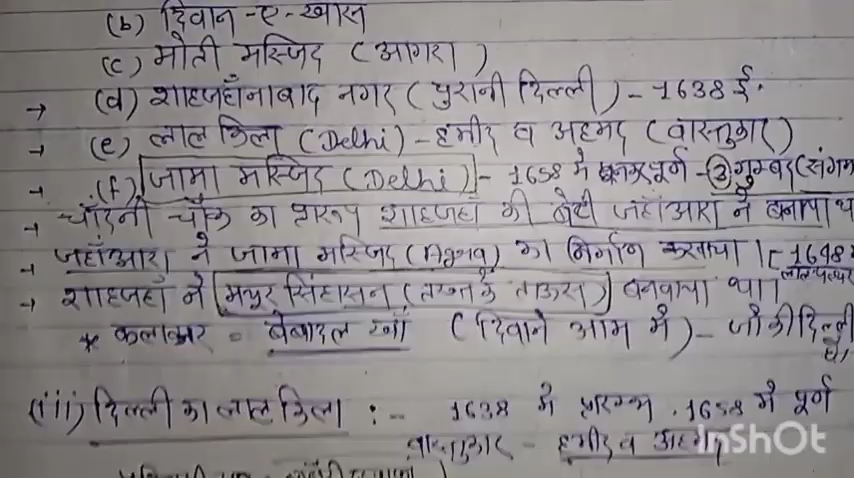 (b) दिवान-ए-खास
(c) मोती मस्जिद (आगरा)
→ (d) शाहजहाँनाबाद नगर (पुरानी दिल्ली) - 1638 ई.
→ (e) लाल किला (Delhi) - हमीद व अहमद (वास्तुकार)
→ (f) जामा मस्जिद (Delhi) - 1658 मे बनकर पूर्ण - ③ गुम्बद (संगम
→ चाँदनी चौक का प्रारुप शाहजहाँ की बेटी जहाँआरा ने बनाया थ
→ जहाँआरा ने जामा मस्जिद (Agra) का निर्माण करवाया। - 1648
लाल पत्थर
→ शाहजहाँ ने मयूर सिंहासन (तख्त के ताऊस) बनवाया था।
* कलाकार - बेबादल खाँ (दिवाने आम मे) - जो की दिल्ली
है,
(iii) दिल्ली का लाल किला :- 1638 मे प्रारम्भ . 1658 मे पूर्ण
वास्तुकार - हमीद व अहमद
InShOt